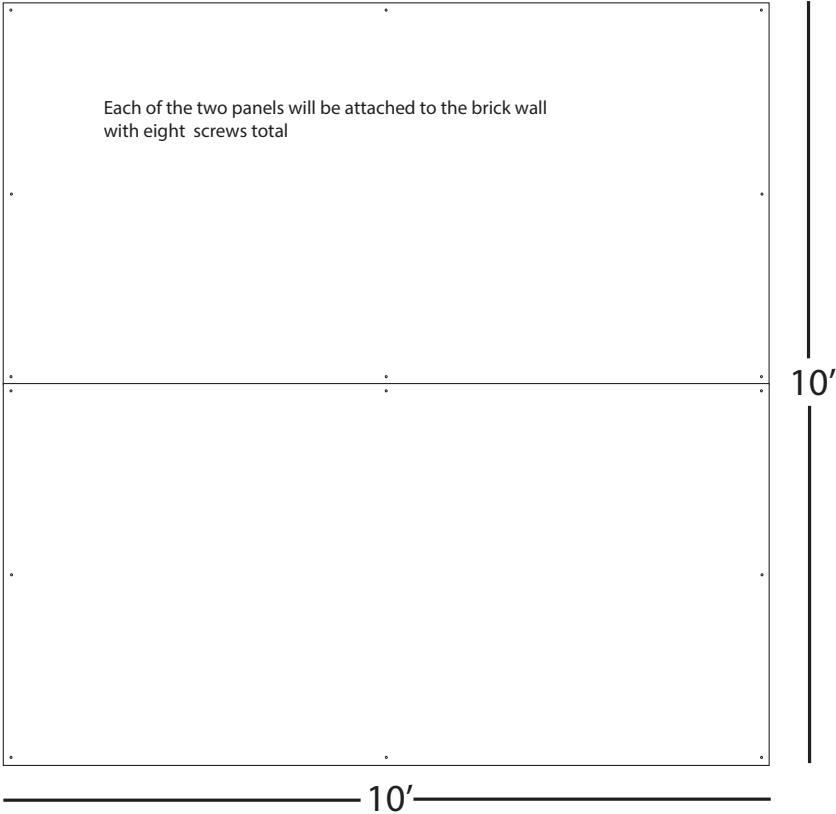 Each of the two panels will be attached to the brick wall
with eight screws total
10’
10’